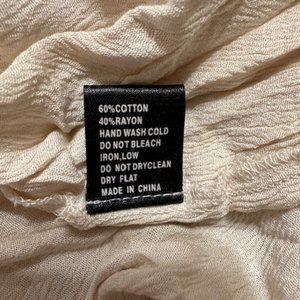 60%COTTON
40%RAYON
HAND WASH COLD
DO NOT BLEACH
IRON,LOW
DO NOT DRYCLEAN
DRY FLAT
MADE IN CHINA